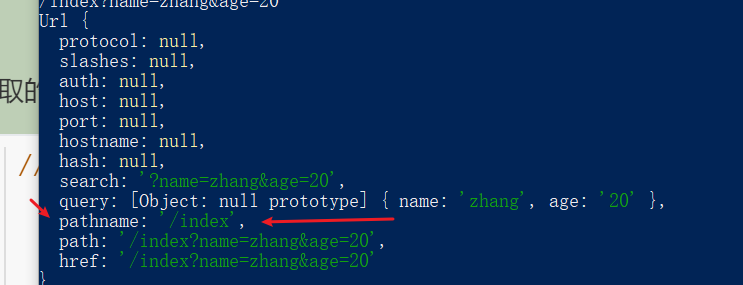 /index?name=zhang&age=20
Url {
  protocol: null,
  slashes: null,
  auth: null,
  host: null,
  port: null,
  hostname: null,
  hash: null,
  search: '?name=zhang&age=20',
  query: [Object: null prototype] { name: 'zhang', age: '20' },
  pathname: '/index',
  path: '/index?name=zhang&age=20',
  href: '/index?name=zhang&age=20'
}
取的
//